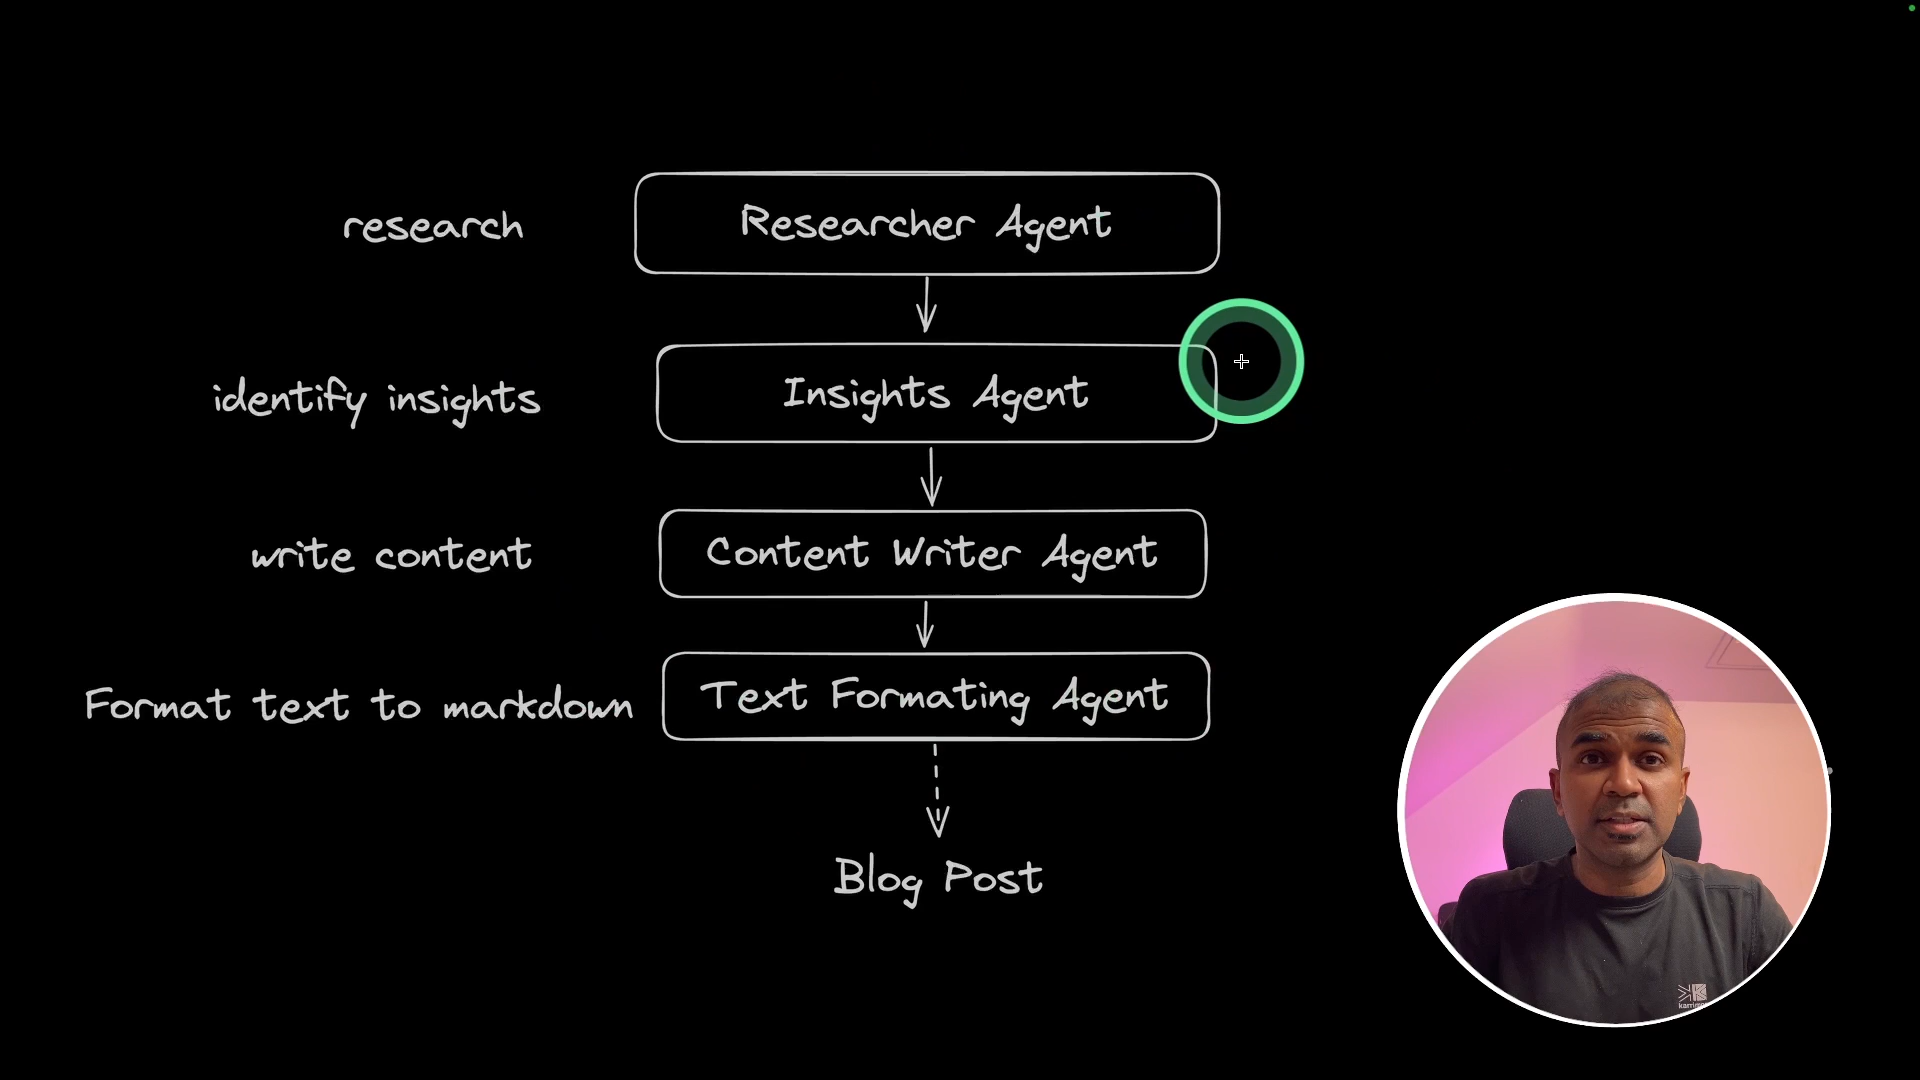 research
Researcher Agent
identify insights
Insights Agent
write content
Content Writer Agent
Format text to markdown
Text Formating Agent
Blog Post